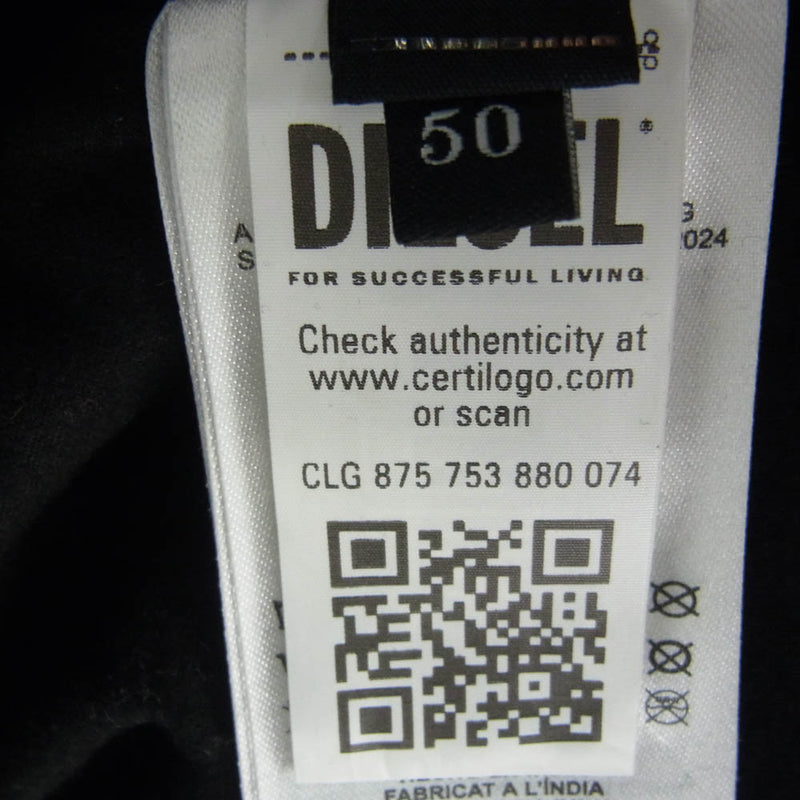 50
DIESEL®
A
S
024
FOR SUCCESSFUL LIVING
Check authenticity at
www.certilogo.com
or scan
CLG 875 753 880 074
FABRICAT A L'ÍNDIA